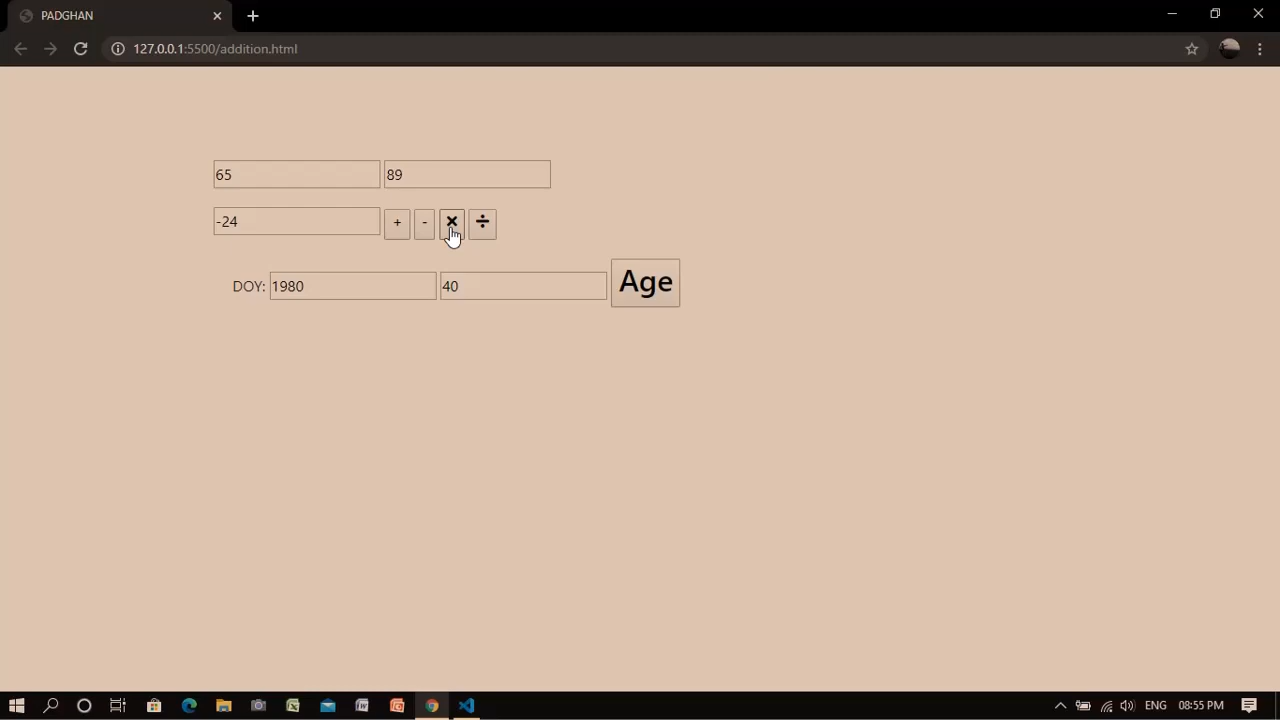 PADGHAN
127.0.0.1:5500/addition.html
65 89
-24 + - × ÷
DOY: 1980 40 Age
ENG 08:55 PM